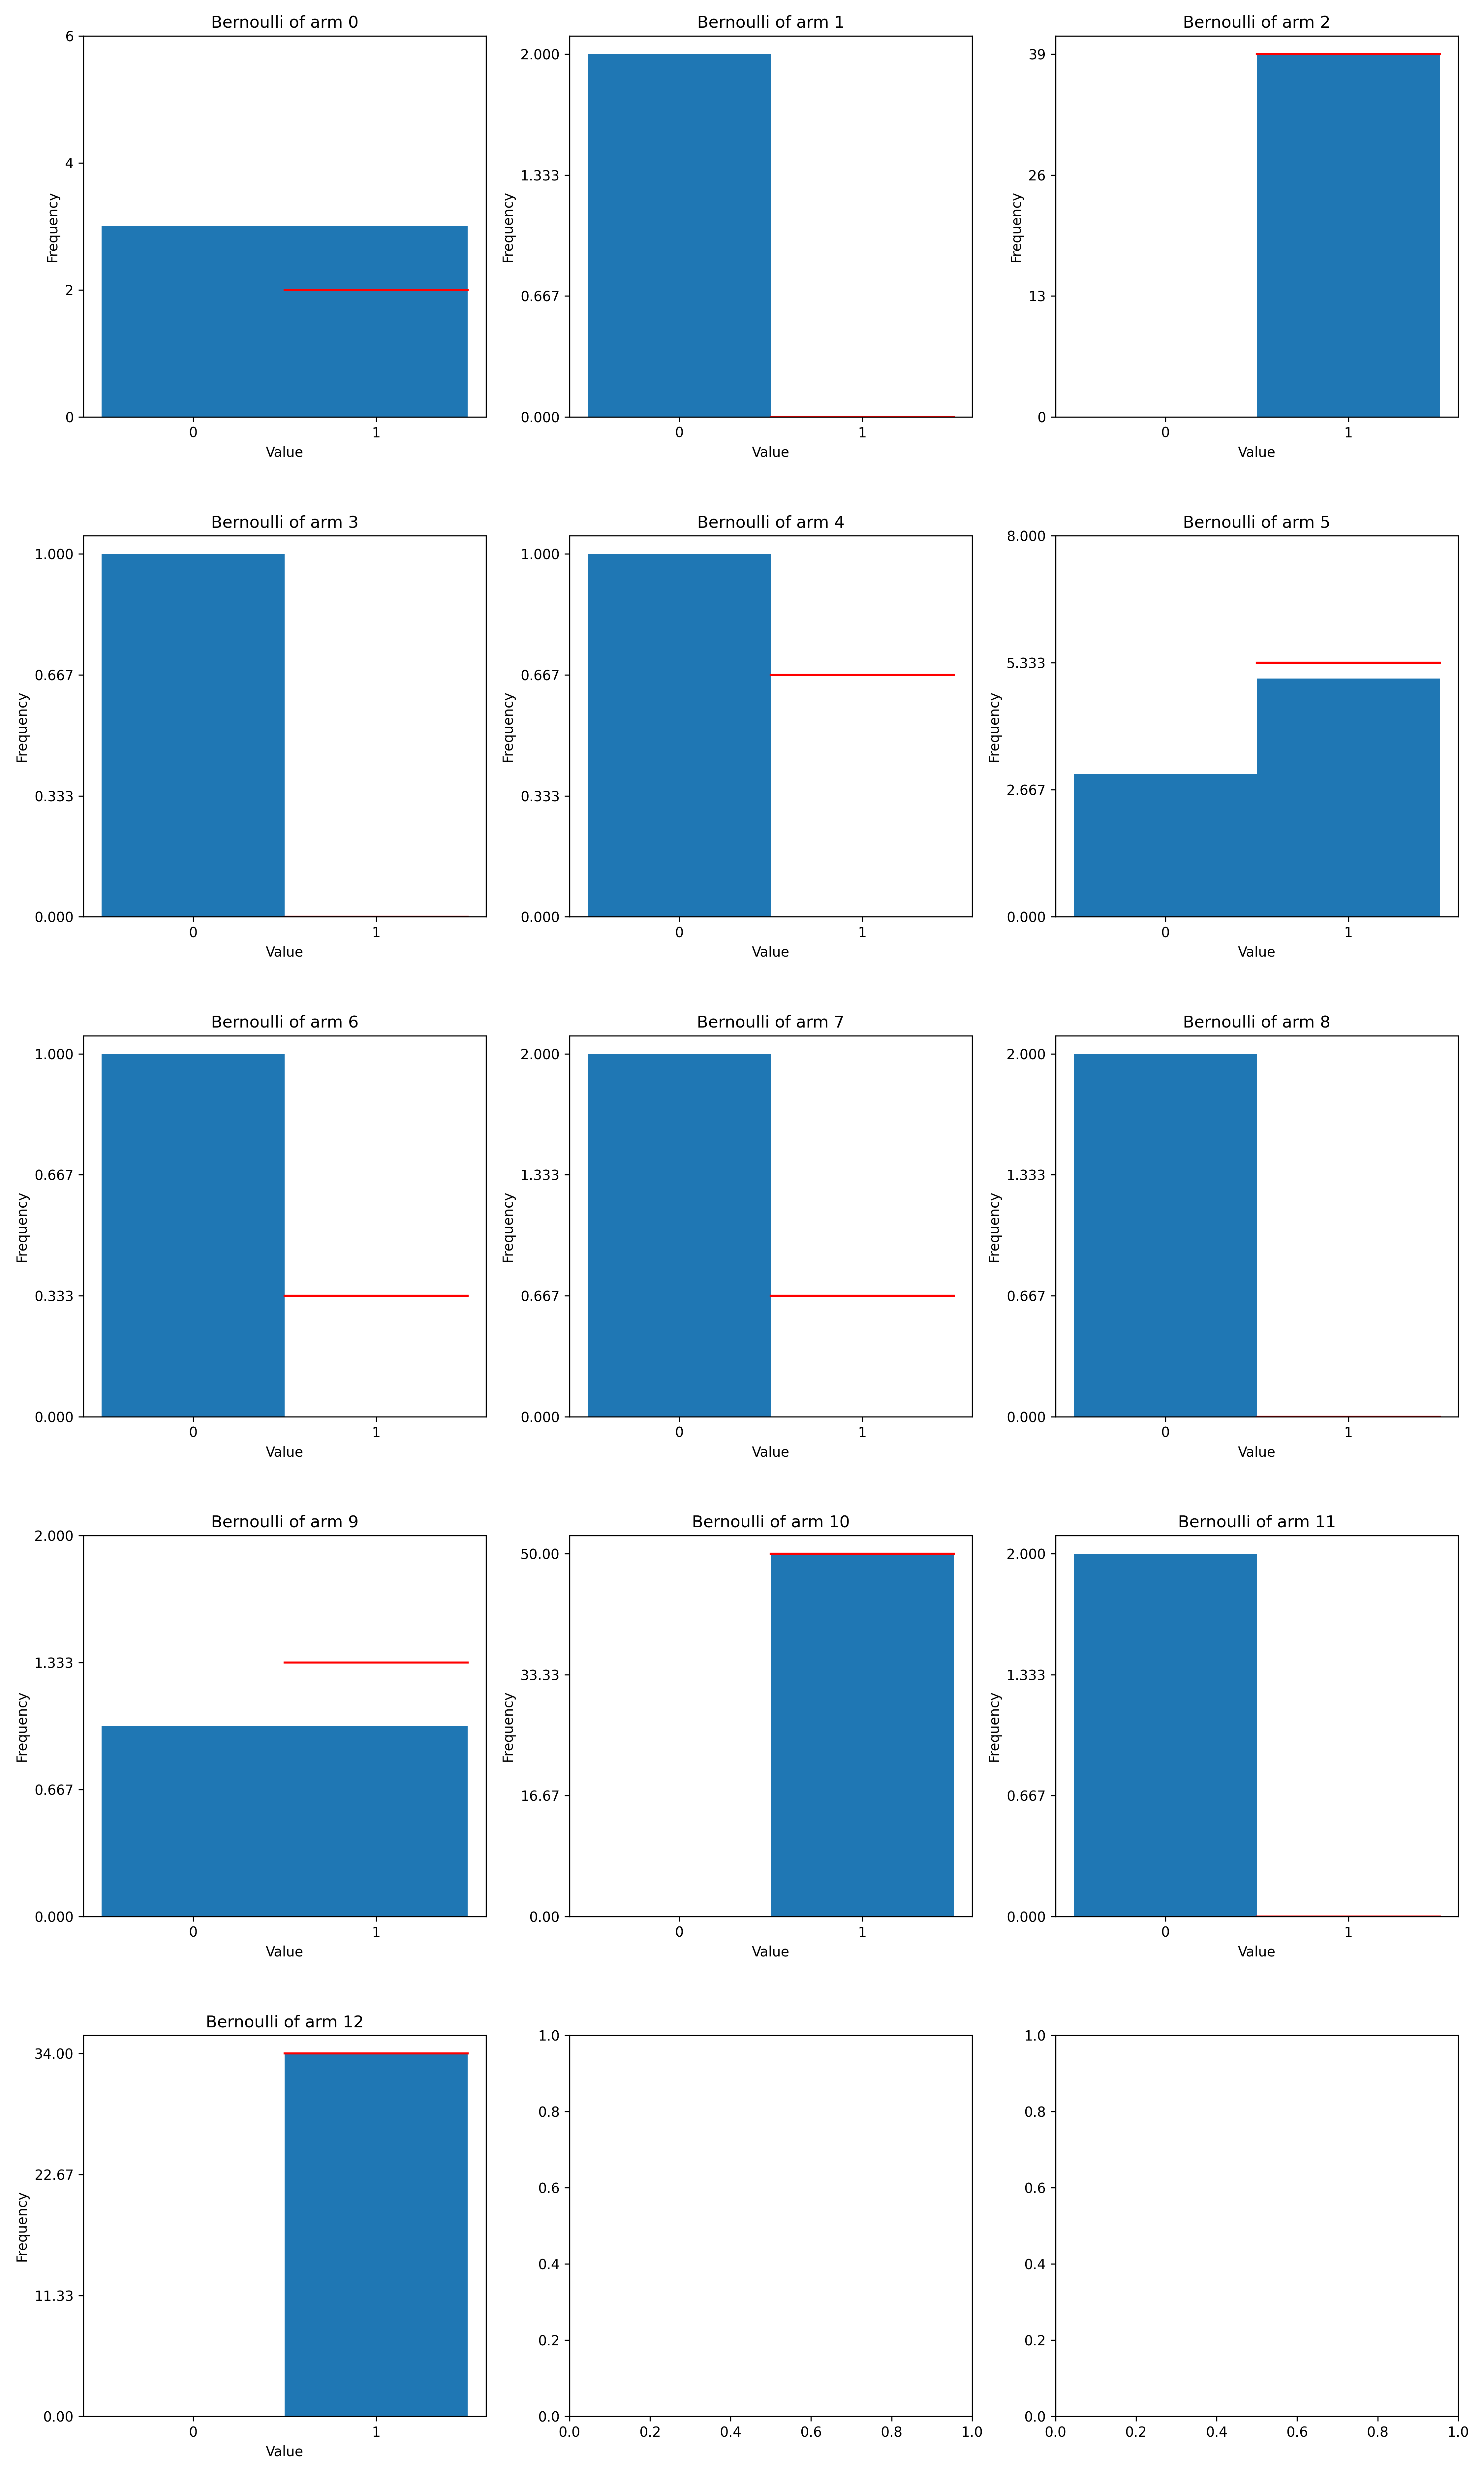 Bernoulli of arm 0
6
4
2
0
Frequency
0 1
Value
Bernoulli of arm 1
2.000
1.333
0.667
0.000
Frequency
0 1
Value
Bernoulli of arm 2
39
26
13
0
Frequency
0 1
Value
Bernoulli of arm 3
1.000
0.667
0.333
0.000
Frequency
0 1
Value
Bernoulli of arm 4
1.000
0.667
0.333
0.000
Frequency
0 1
Value
Bernoulli of arm 5
8.000
5.333
2.667
0.000
Frequency
0 1
Value
Bernoulli of arm 6
1.000
0.667
0.333
0.000
Frequency
0 1
Value
Bernoulli of arm 7
2.000
1.333
0.667
0.000
Frequency
0 1
Value
Bernoulli of arm 8
2.000
1.333
0.667
0.000
Frequency
0 1
Value
Bernoulli of arm 9
2.000
1.333
0.667
0.000
Frequency
0 1
Value
Bernoulli of arm 10
50.00
33.33
16.67
0.00
Frequency
0 1
Value
Bernoulli of arm 11
2.000
1.333
0.667
0.000
Frequency
0 1
Value
Bernoulli of arm 12
34.00
22.67
11.33
0.00
Frequency
0 1
Value
1.0
0.8
0.6
0.4
0.2
0.0
0.0 0.2 0.4 0.6 0.8 1.0
1.0
0.8
0.6
0.4
0.2
0.0
0.0 0.2 0.4 0.6 0.8 1.0